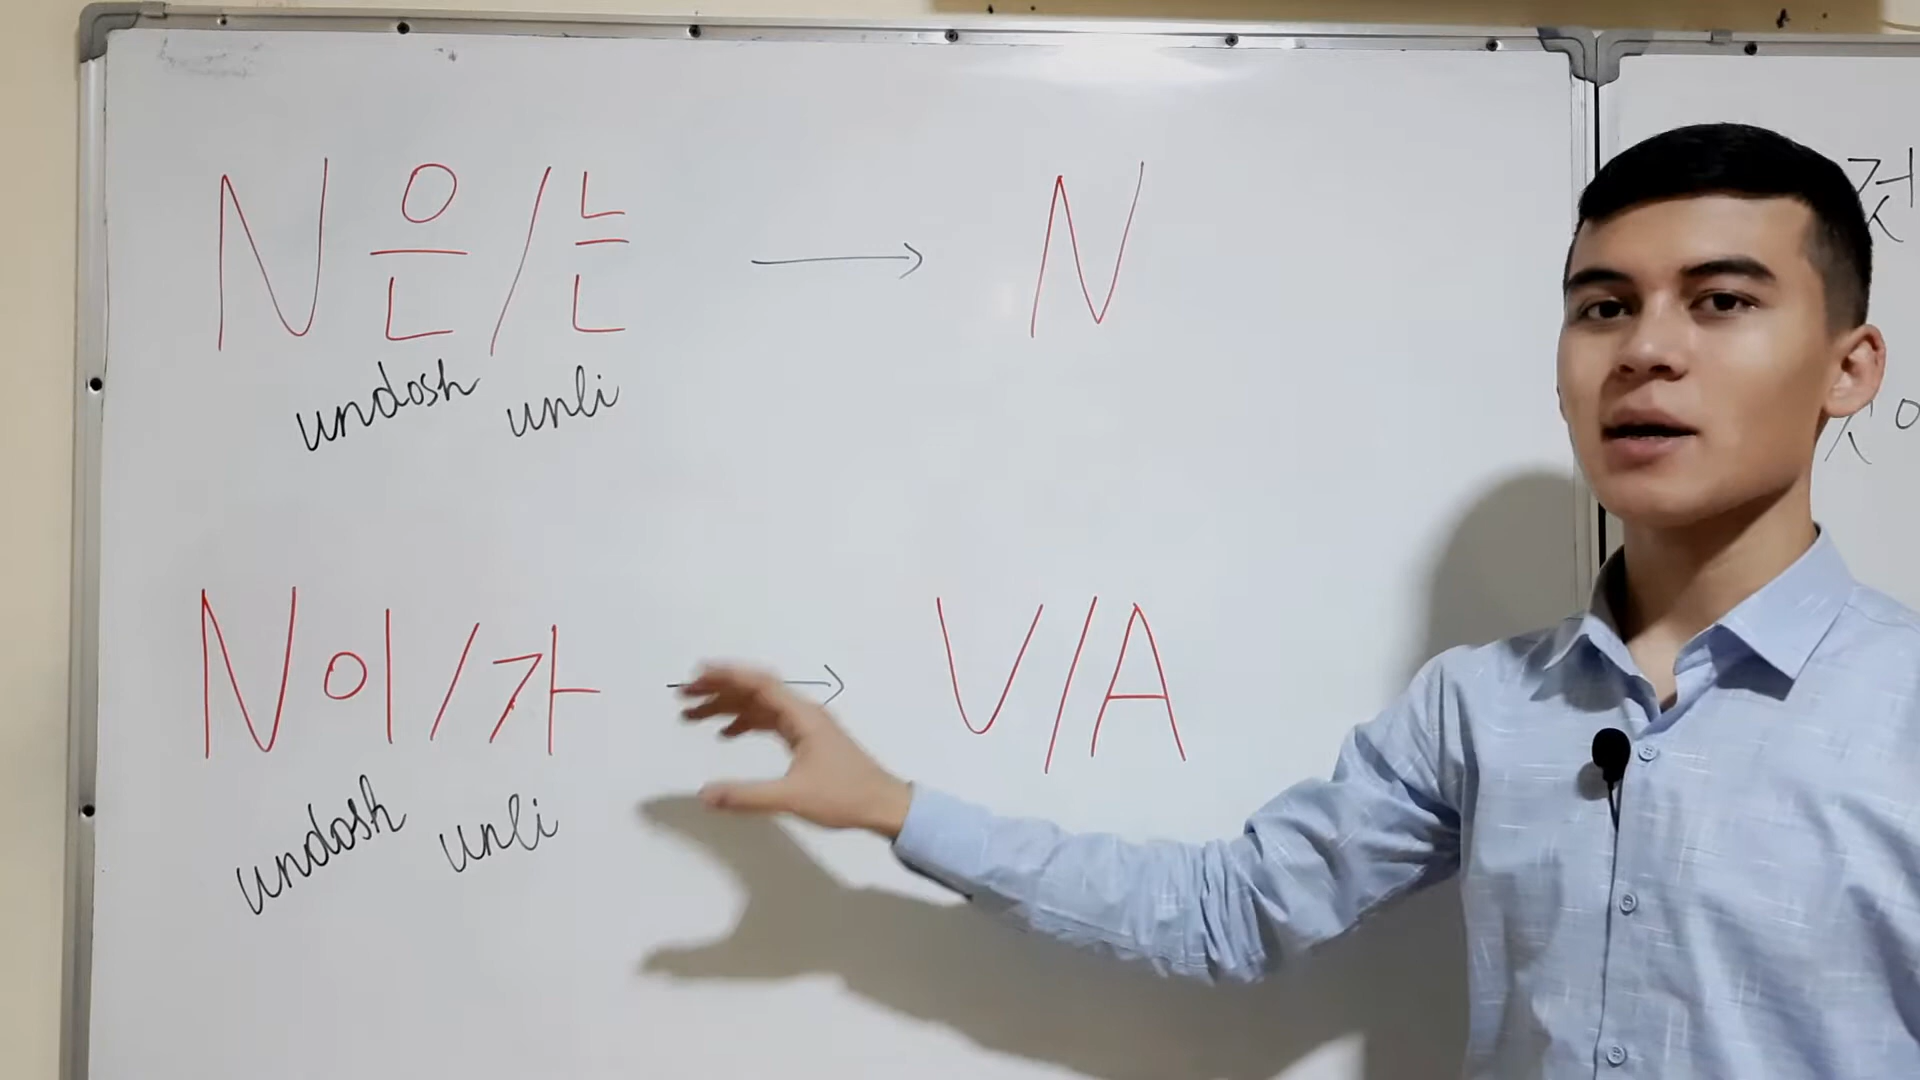 N 은/는 → N
undosh unli
N 이/가 → V/A
undosh unli